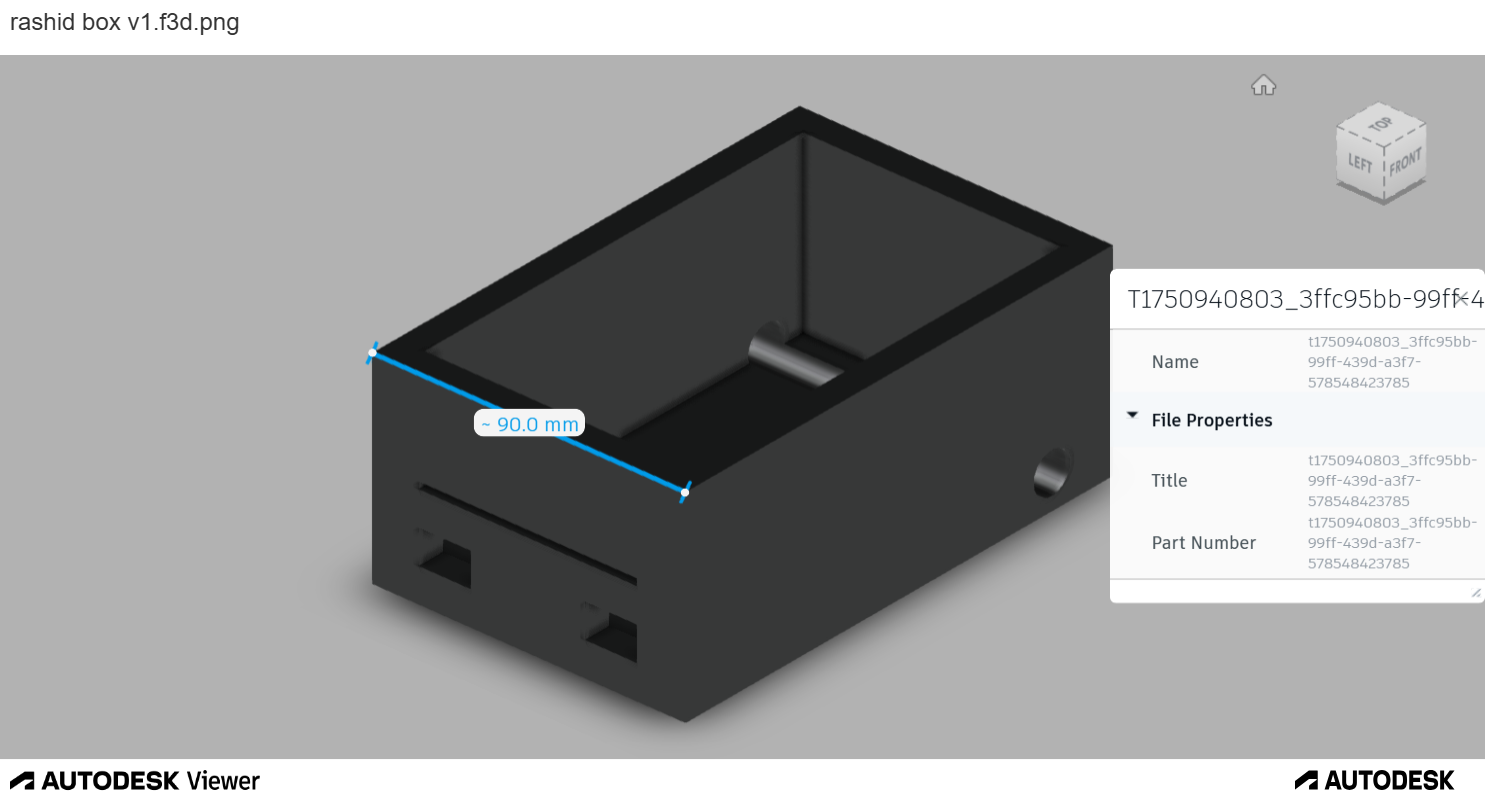 rashid box v1.f3d.png
TOP
LEFT
FRONT
T1750940803_3ffc95bb-99ff-4
~ 90.0 mm
Name
t1750940803_3ffc95bb-
99ff-439d-a3f7-
578548423785
File Properties
Title
t1750940803_3ffc95bb-
99ff-439d-a3f7-
578548423785
Part Number
t1750940803_3ffc95bb-
99ff-439d-a3f7-
578548423785
AUTODESK Viewer
AUTODESK